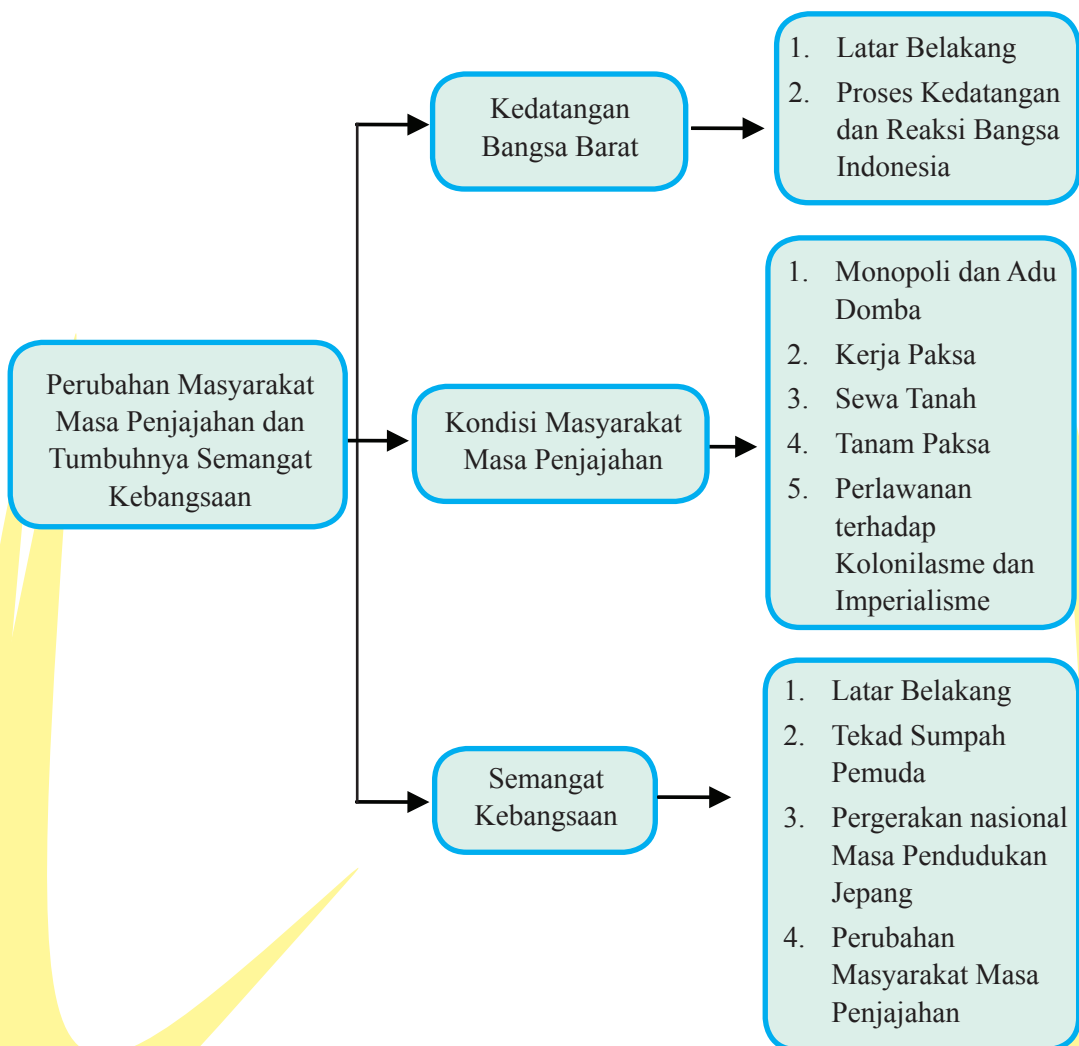 Perubahan Masyarakat
Masa Penjajahan dan
Tumbuhnya Semangat
Kebangsaan
Kedatangan
Bangsa Barat
1. Latar Belakang
2. Proses Kedatangan
dan Reaksi Bangsa
Indonesia
Kondisi Masyarakat
Masa Penjajahan
1. Monopoli dan Adu
Domba
2. Kerja Paksa
3. Sewa Tanah
4. Tanam Paksa
5. Perlawanan
terhadap
Kolonilasme dan
Imperialisme
Semangat
Kebangsaan
1. Latar Belakang
2. Tekad Sumpah
Pemuda
3. Pergerakan nasional
Masa Pendudukan
Jepang
4. Perubahan
Masyarakat Masa
Penjajahan